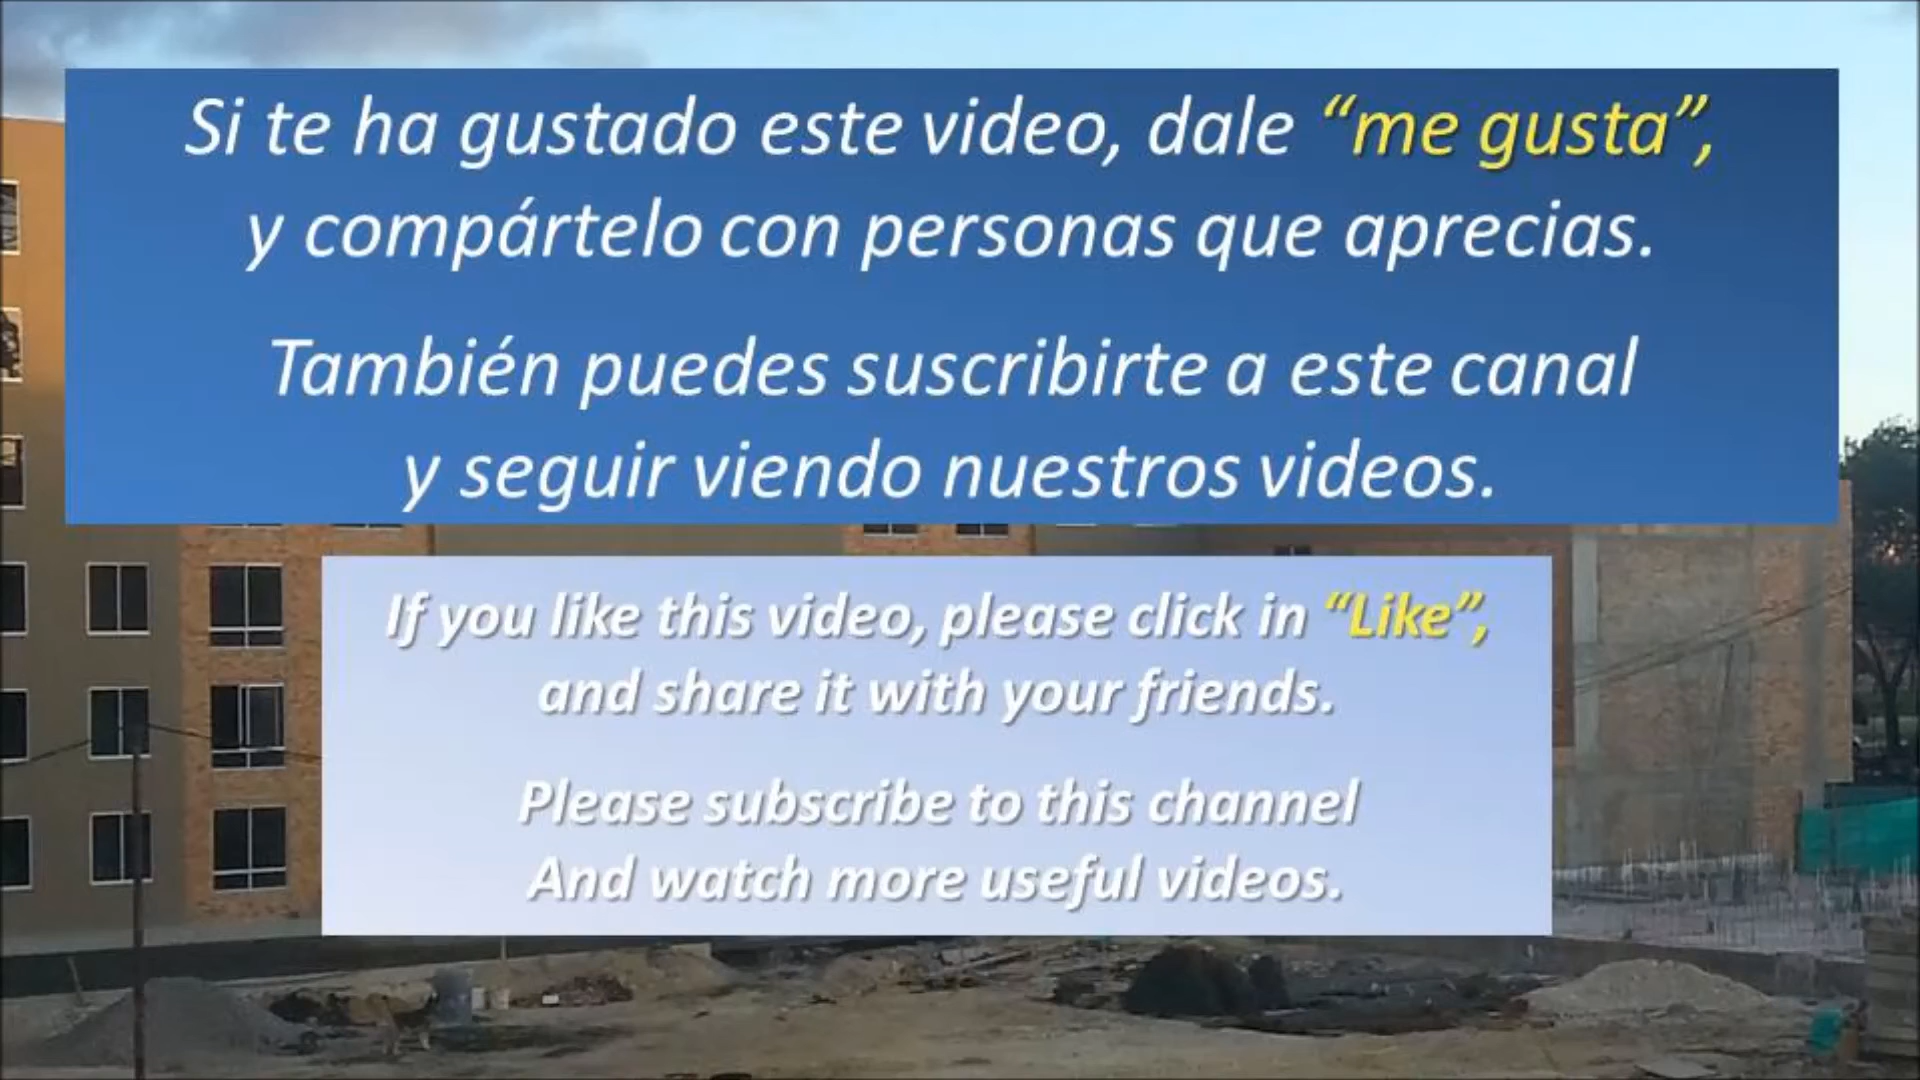 Si te ha gustado este video, dale “me gusta”,
y compártelo con personas que aprecias.
También puedes suscribirte a este canal
y seguir viendo nuestros videos.
If you like this video, please click in “Like”,
and share it with your friends.
Please subscribe to this channel
And watch more useful videos.